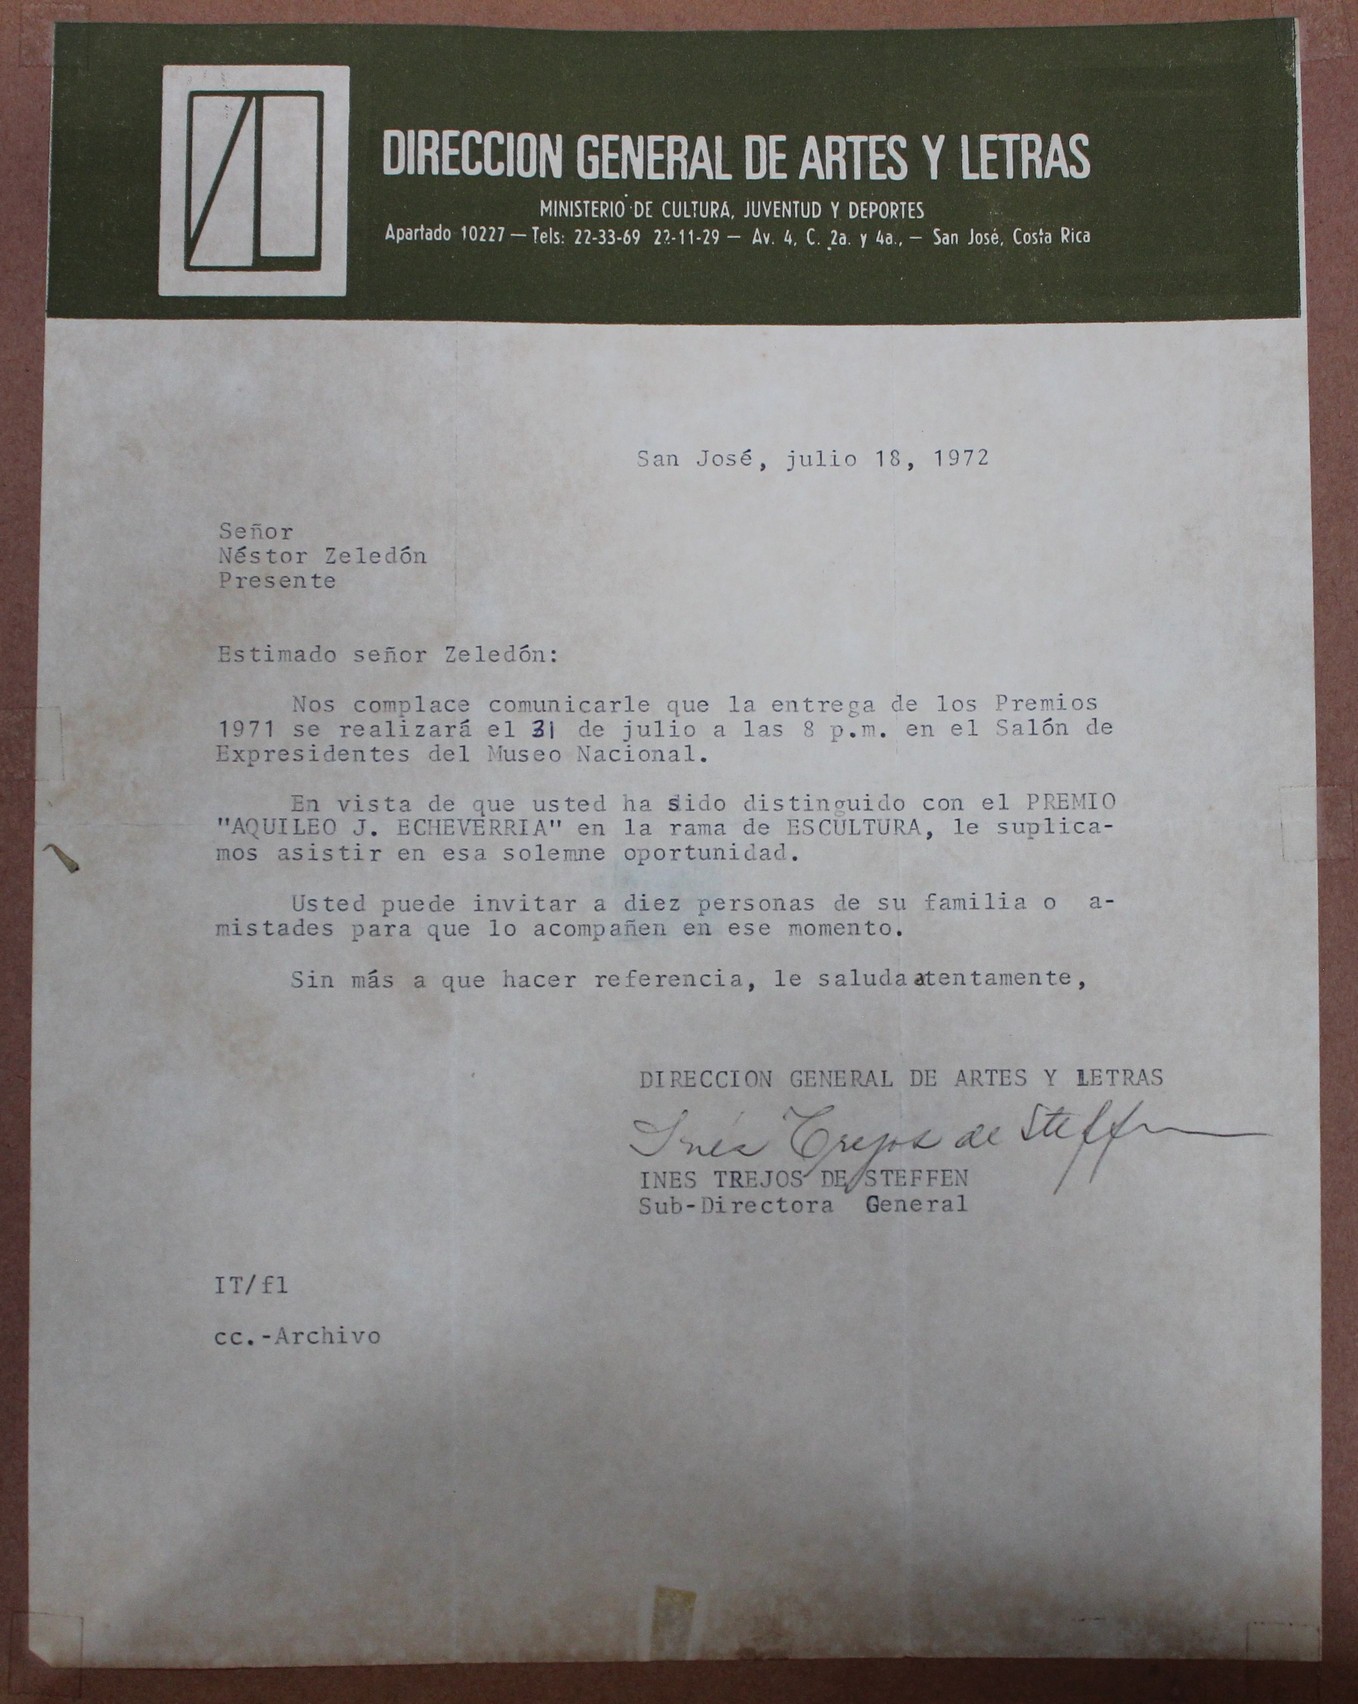 DIRECCION GENERAL DE ARTES Y LETRAS
MINISTERIO DE CULTURA, JUVENTUD Y DEPORTES
Apartado 10227 — Tels: 22-33-69 22-11-29 — Av. 4, C. 2a. y 4a., — San José, Costa Rica
San José, julio 18, 1972
Señor
Néstor Zeledón
Presente
Estimado señor Zeledón:
Nos complace comunicarle que la entrega de los Premios
1971 se realizará el 31 de julio a las 8 p.m. en el Salón de
Expresidentes del Museo Nacional.
En vista de que usted ha sido distinguido con el PREMIO
"AQUILEO J. ECHEVERRIA" en la rama de ESCULTURA, le suplica-
mos asistir en esa solemne oportunidad.
Usted puede invitar a diez personas de su familia o a-
mistades para que lo acompañen en ese momento.
Sin más a que hacer referencia, le saluda atentamente,
DIRECCION GENERAL DE ARTES Y LETRAS
Inés Trejos de Steffen
INES TREJOS DE STEFFEN
Sub-Directora General
IT/fl
cc.-Archivo